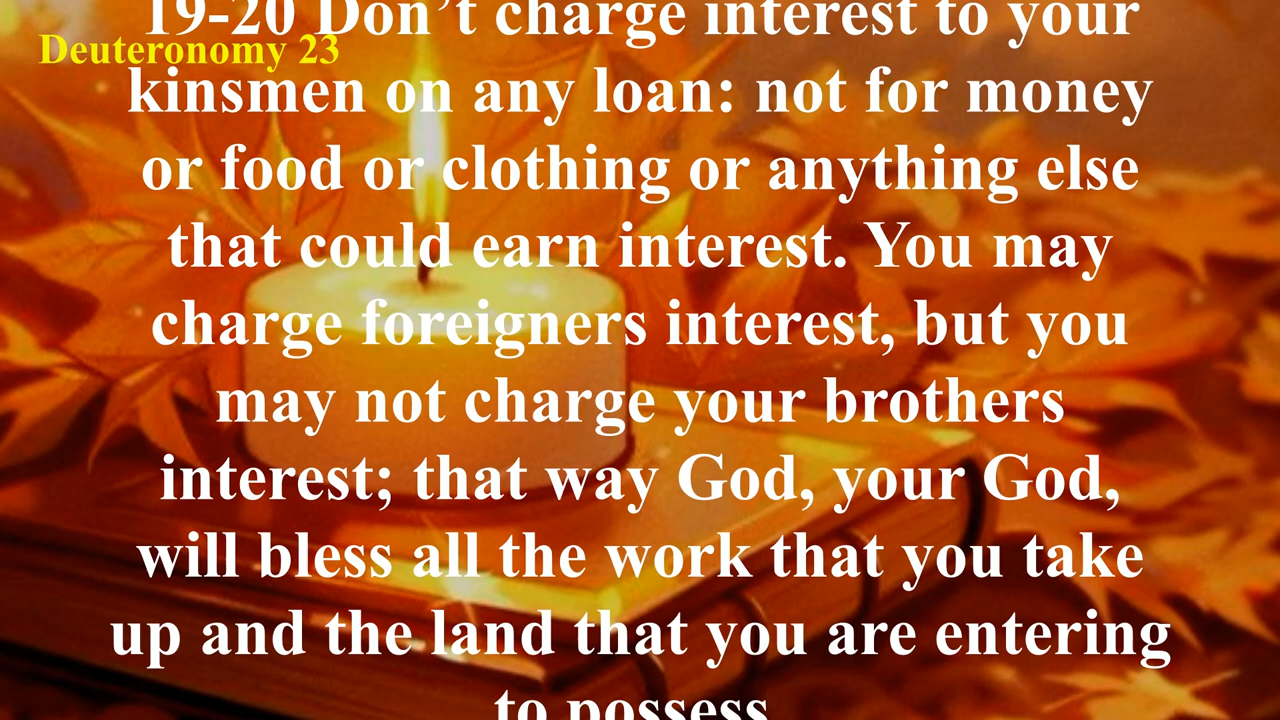 19-20 Don’t charge interest to your
Deuteronomy 23
kinsmen on any loan: not for money
or food or clothing or anything else
that could earn interest. You may
charge foreigners interest, but you
may not charge your brothers
interest; that way God, your God,
will bless all the work that you take
up and the land that you are entering
to possess